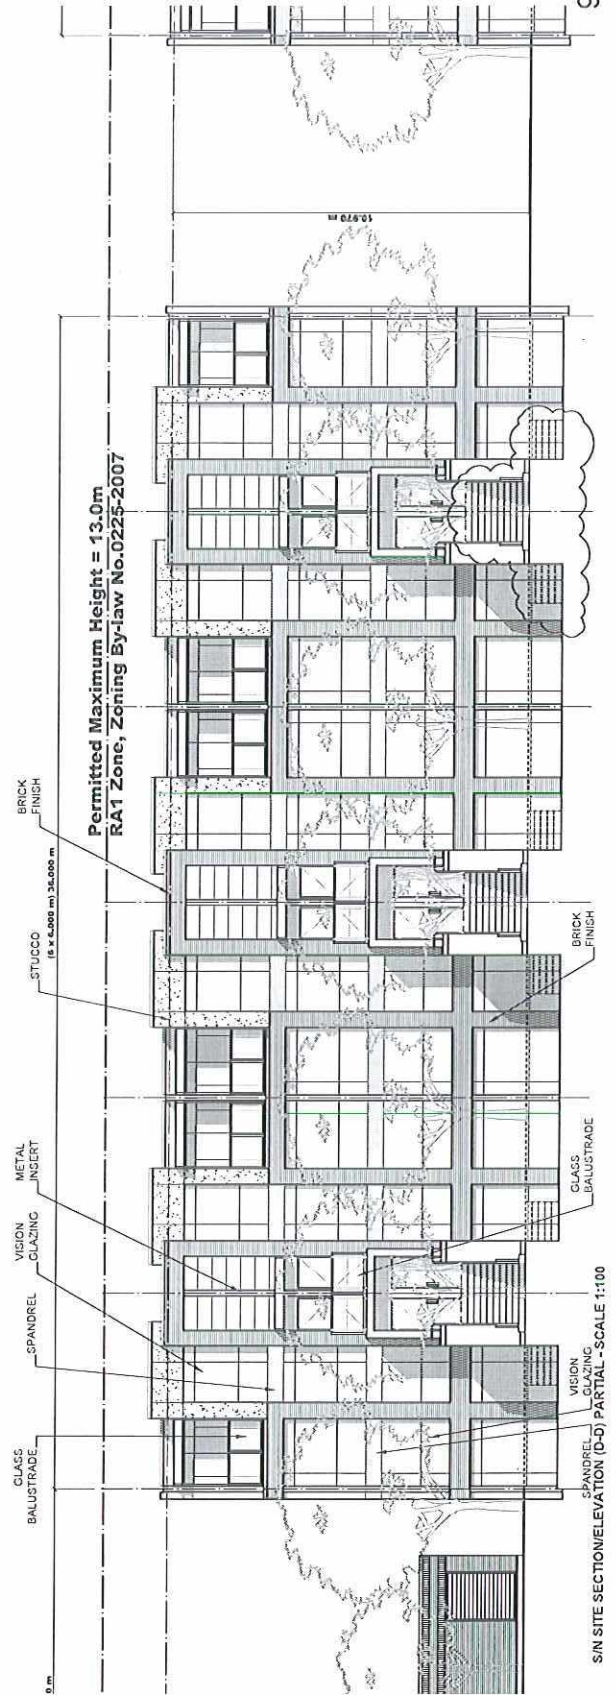 GLASS
BALUSTRADE
SPANDREL
VISION
GLAZING
METAL
INSERT
STUCCO
BRICK
FINISH
(6 x 6.000 m) 36.000 m
Permitted Maximum Height = 13.0m
RA1 Zone, Zoning By-law No.0225-2007
10.970 m
SPANDREL
VISION
GLAZING
GLASS
BALUSTRADE
BRICK
FINISH
S/N SITE SECTION/ELEVATION (D-D) PARTIAL - SCALE 1:100